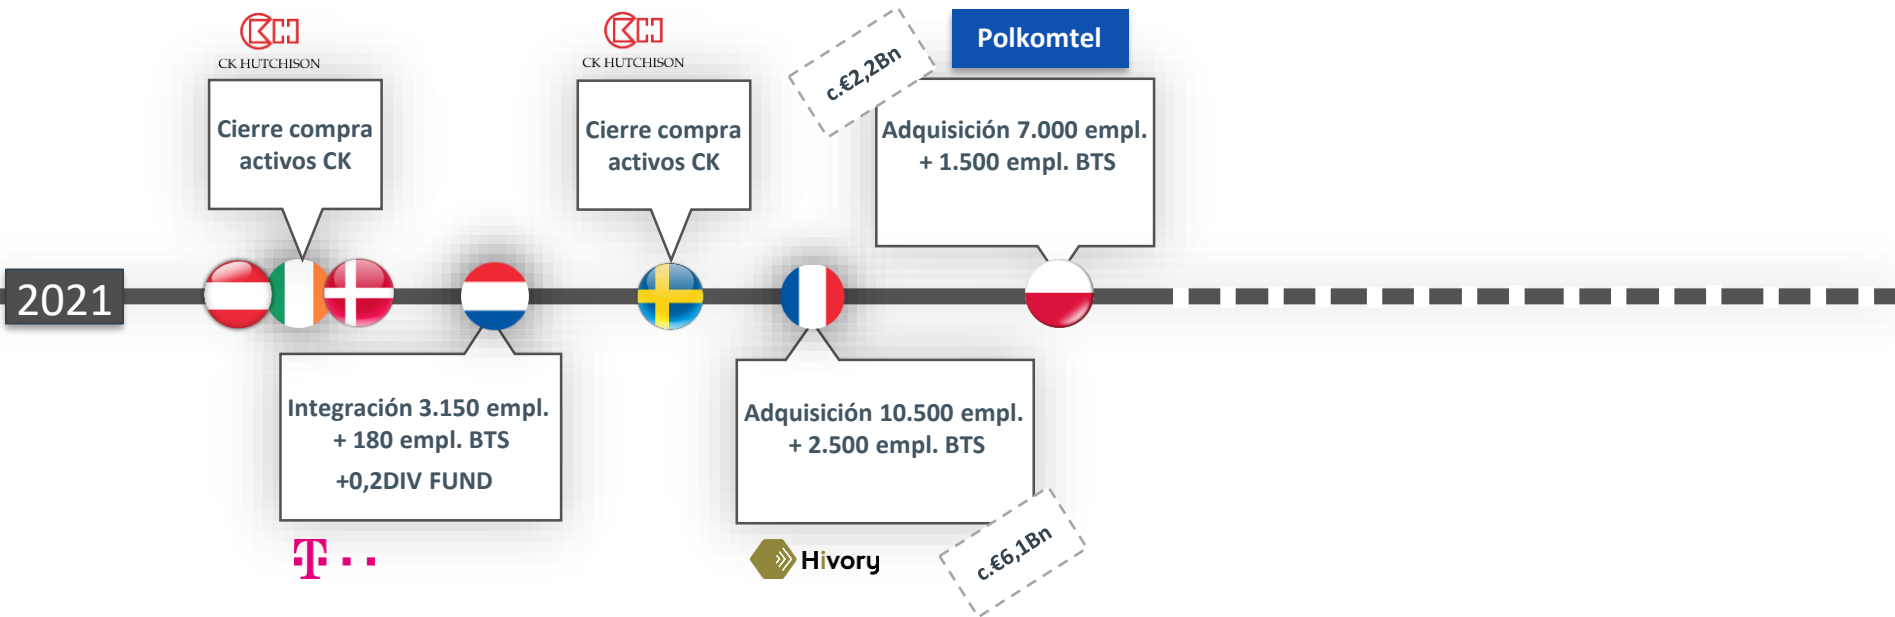 CK HUTCHISON
Cierre compra
activos CK
CK HUTCHISON
Cierre compra
activos CK
c.€2,2Bn
Polkomtel
Adquisición 7.000 empl.
+ 1.500 empl. BTS
2021
Integración 3.150 empl.
+ 180 empl. BTS
+0,2DIV FUND
T
Adquisición 10.500 empl.
+ 2.500 empl. BTS
Hivory
c.€6,1Bn